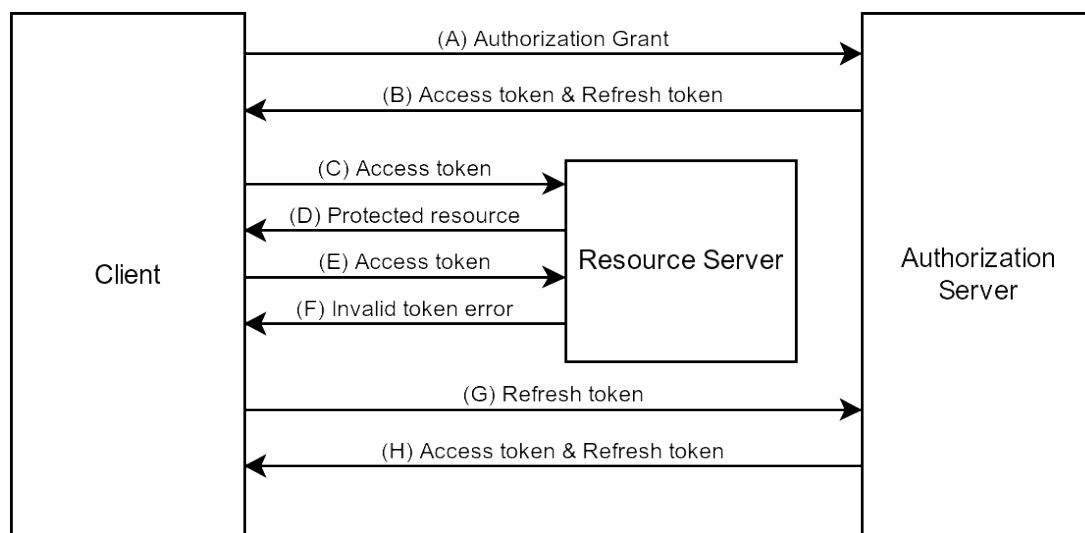 (A) Authorization Grant
(B) Access token & Refresh token
(C) Access token
(D) Protected resource
(E) Access token
(F) Invalid token error
(G) Refresh token
(H) Access token & Refresh token
Client
Resource Server
Authorization
Server